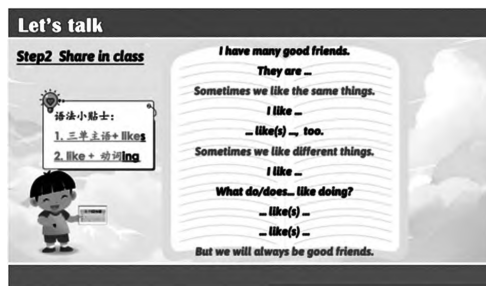 Let's talk
Step2 Share in class
语法小贴士:
1. 三单主语+ likes
2. like + 动词ing
I have many good friends.
They are ...
Sometimes we like the same things.
I like ...
... like(s) ..., too.
Sometimes we like different things.
I like ...
What do/does... like doing?
... like(s) ...
... like(s) ...
But we will always be good friends.